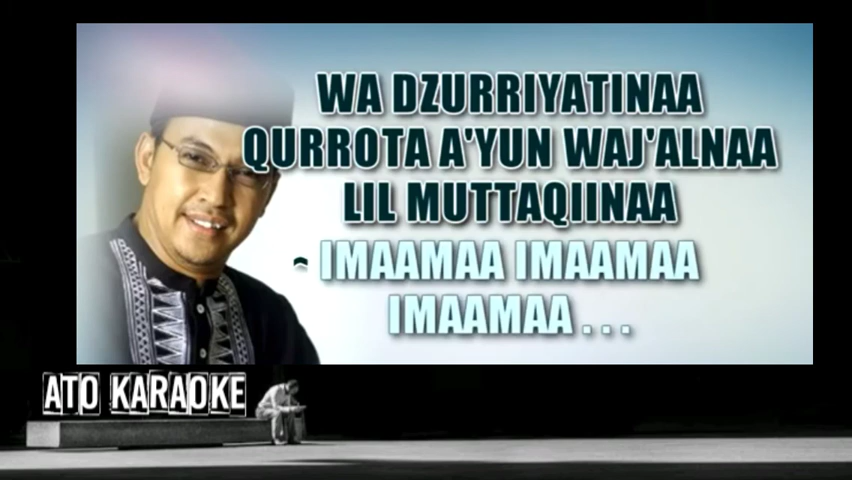 WA DZURRIYATINAA
QURROTA A'YUN WAJ'ALNAA
LIL MUTTAQIINAA
- IMAAMAA IMAAMAA
IMAAMAA . . .
ATO KARAOKE